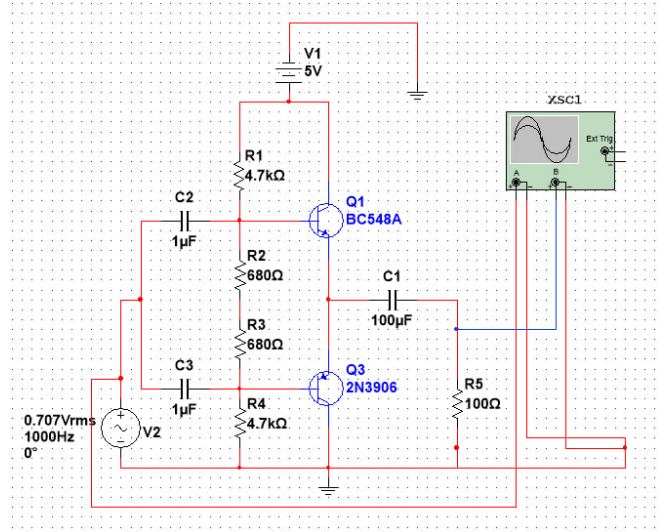 V1
5V
XSC1
Ext Trig
+
−
A
B
+ − + −
R1
4.7kΩ
C2
1µF
Q1
BC548A
R2
680Ω
C1
100µF
R3
680Ω
C3
1µF
Q3
2N3906
R4
4.7kΩ
R5
100Ω
0.707Vrms
1000Hz
0°
V2